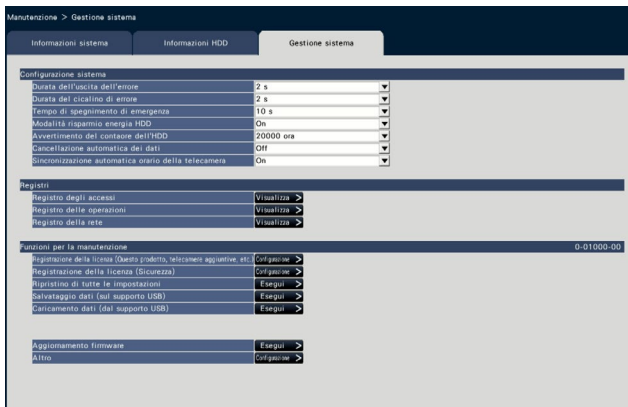 Manutenzione > Gestione sistema
Informazioni sistema Informazioni HDD Gestione sistema
Configurazione sistema
Durata dell'uscita dell'errore 2 s
Durata del cicalino di errore 2 s
Tempo di spegnimento di emergenza 10 s
Modalità risparmio energia HDD On
Avvertimento del contaore dell'HDD 20000 ora
Cancellazione automatica dei dati Off
Sincronizzazione automatica orario della telecamera On
Registri
Registro degli accessi Visualizza >
Registro delle operazioni Visualizza >
Registro della rete Visualizza >
Funzioni per la manutenzione 0-01000-00
Registrazione della licenza (Questo prodotto, telecamere aggiuntive, etc.) Configurazione >
Registrazione della licenza (Sicurezza) Configurazione >
Ripristino di tutte le impostazioni Esegui >
Salvataggio dati (sul supporto USB) Esegui >
Caricamento dati (dal supporto USB) Esegui >
Aggiornamento firmware Esegui >
Altro Configurazione >